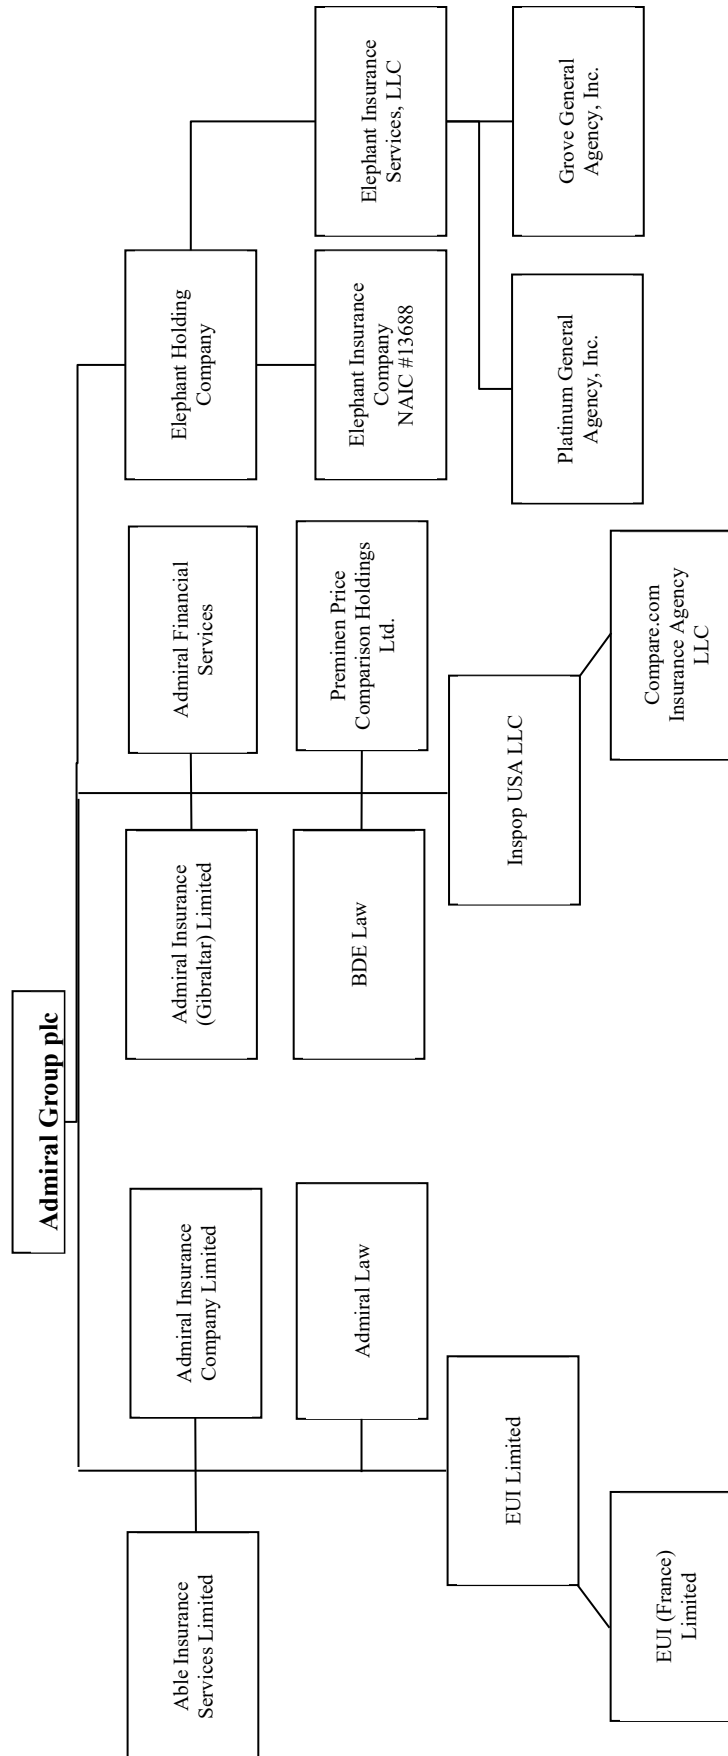 Admiral Group plc
Able Insurance
Services Limited
Admiral Insurance
Company Limited
Admiral Insurance
(Gibraltar) Limited
Admiral Financial
Services
Elephant Holding
Company
Admiral Law
BDE Law
Preminen Price
Comparison Holdings
Ltd.
Elephant Insurance
Company
NAIC #13688
Elephant Insurance
Services, LLC
EUI Limited
Inspop USA LLC
Platinum General
Agency, Inc.
Grove General
Agency, Inc.
EUI (France)
Limited
Compare.com
Insurance Agency
LLC